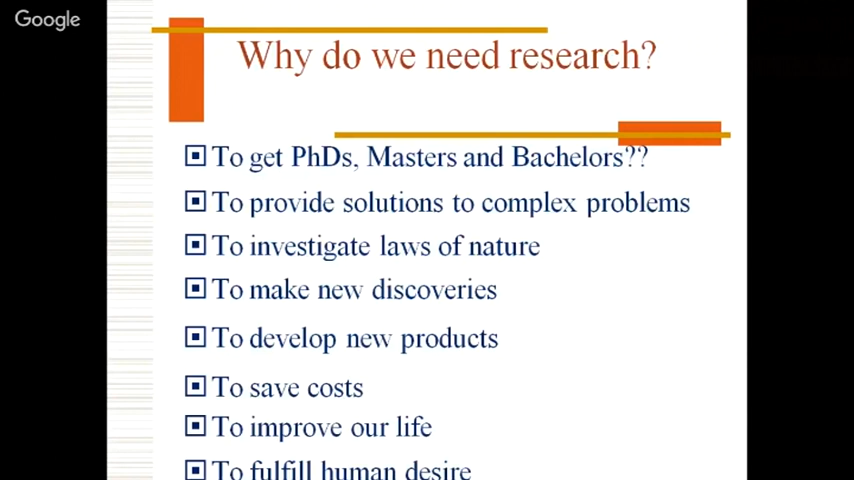 Google
Why do we need research?
To get PhDs, Masters and Bachelors??
To provide solutions to complex problems
To investigate laws of nature
To make new discoveries
To develop new products
To save costs
To improve our life
To fulfill human desire